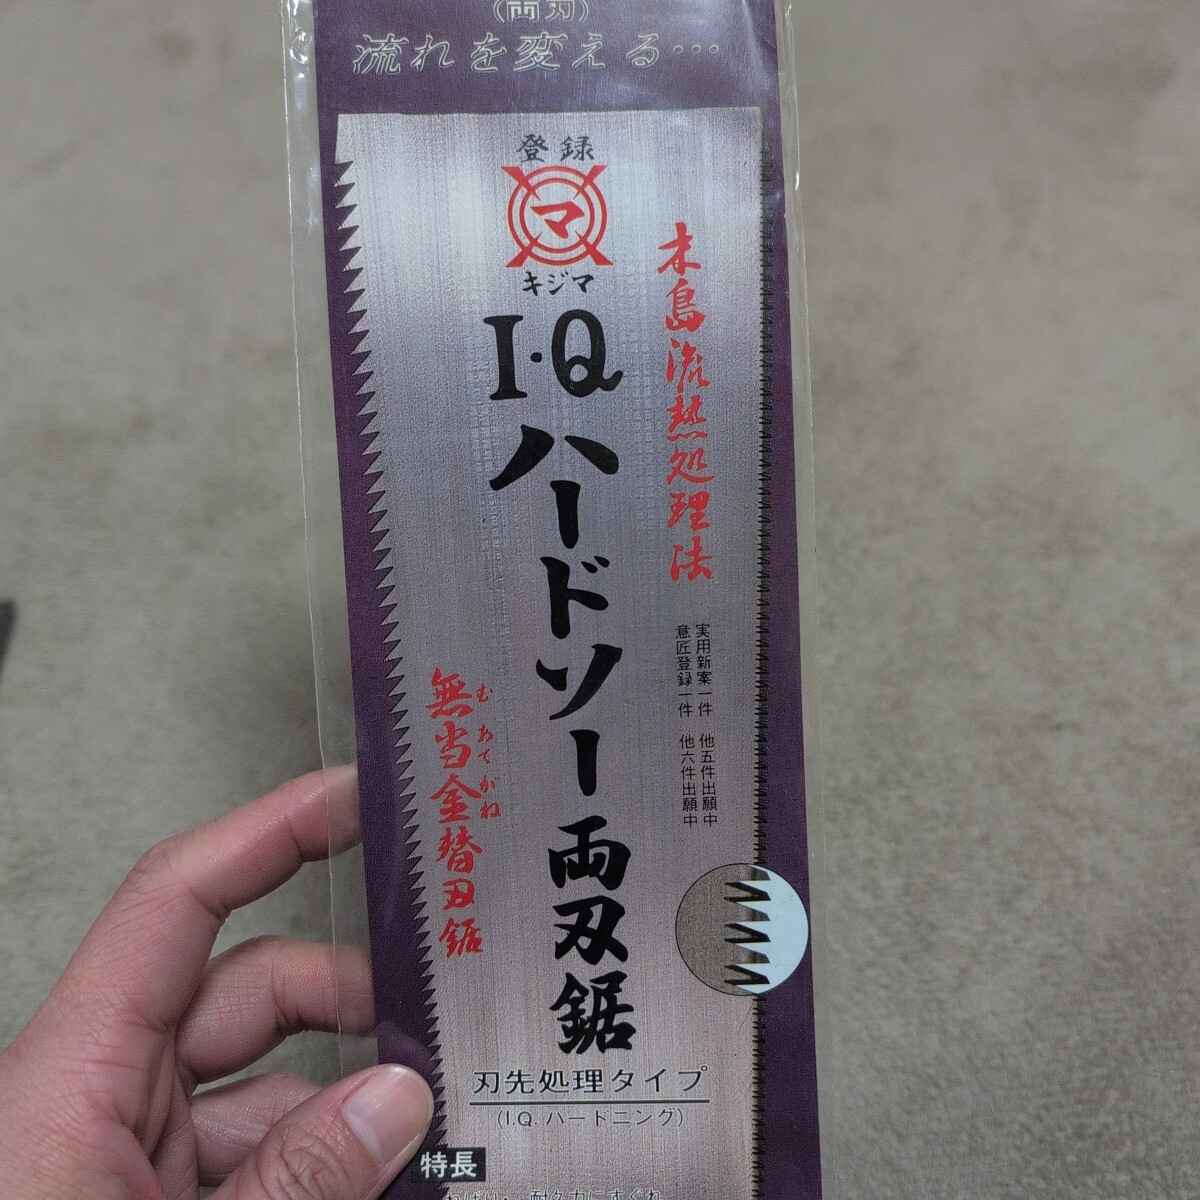 (両刃)
流れを変える…
登録
マ
キジマ
I·Q
ハードソー両刃鋸
木島流熱処理法
実用新案一件 他五件出願中
意匠登録一件 他六件出願中
むあてがね
無当金替刃鋸
刃先処理タイプ
(I.Q.ハードニング)
特長